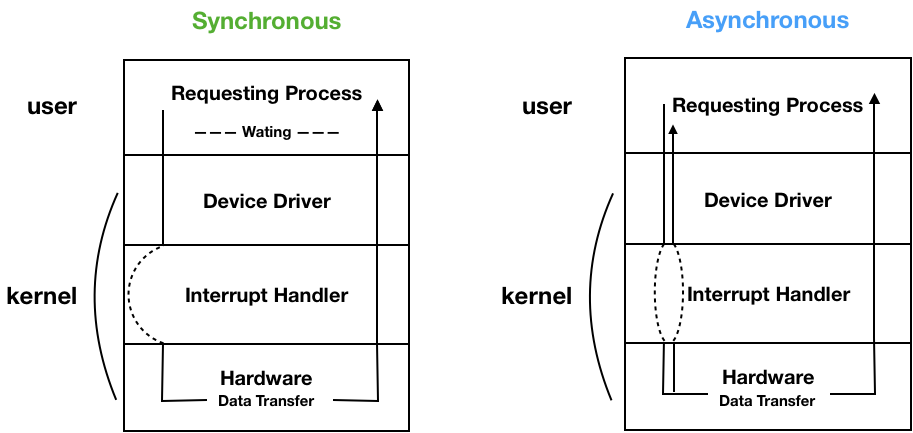 Synchronous
user
Requesting Process
— — — Wating — — —
Device Driver
kernel
Interrupt Handler
Hardware
Data Transfer
Asynchronous
user
Requesting Process
Device Driver
kernel
Interrupt Handler
Hardware
Data Transfer